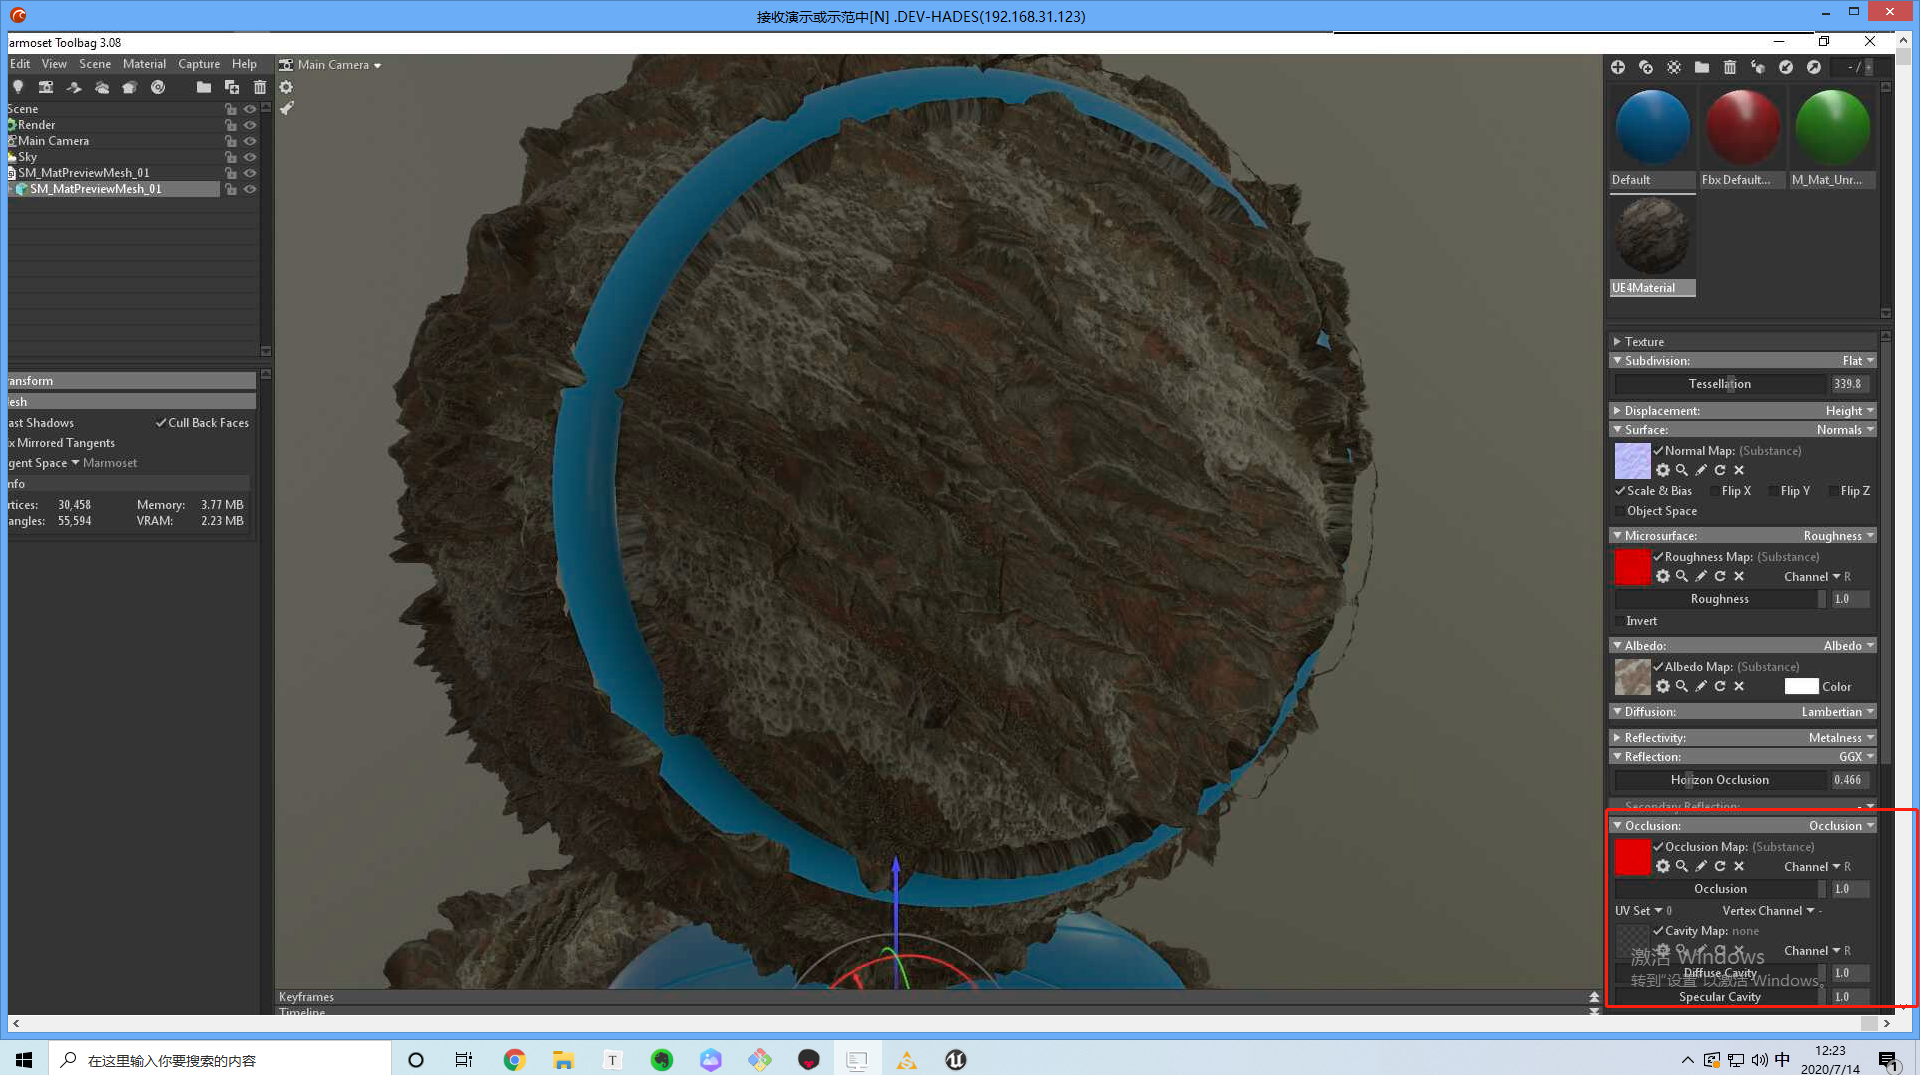 接收演示或示范中[N] .DEV-HADES(192.168.31.123)
armoset Toolbag 3.08
Edit View Scene Material Capture Help
Main Camera
- /
Scene
Render
Main Camera
Sky
SM_MatPreviewMesh_01
SM_MatPreviewMesh_01
Default
Fbx Default...
M_Mat_Unr...
UE4Material
ransform
esh
ast Shadows
Cull Back Faces
x Mirrored Tangents
gent Space
Marmoset
nfo
rtices: 30,458 Memory: 3.77 MB
angles: 55,594 VRAM: 2.23 MB
Texture
Subdivision: Flat
Tessellation 339.8
Displacement: Height
Surface: Normals
Normal Map: (Substance)
Scale & Bias Flip X Flip Y Flip Z
Object Space
Microsurface: Roughness
Roughness Map: (Substance)
Channel R
Roughness 1.0
Invert
Albedo: Albedo
Albedo Map: (Substance)
Color
Diffusion: Lambertian
Reflectivity: Metalness
Reflection: GGX
Horizon Occlusion 0.466
Secondary Reflection: -
Occlusion: Occlusion
Occlusion Map: (Substance)
Channel R
Occlusion 1.0
UV Set 0 Vertex Channel -
Cavity Map: none
Channel R
激活 Windows
Diffuse Cavity 1.0
转到"设置"以激活 Windows。
Specular Cavity 1.0
Keyframes
Timeline
在这里输入你要搜索的内容
T
中
12:23
2020/7/14
1